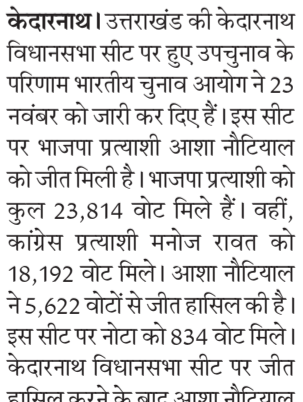 केदारनाथ। उत्तराखंड की केदारनाथ
विधानसभा सीट पर हुए उपचुनाव के
परिणाम भारतीय चुनाव आयोग ने 23
नवंबर को जारी कर दिए हैं। इस सीट
पर भाजपा प्रत्याशी आशा नौटियाल
को जीत मिली है। भाजपा प्रत्याशी को
कुल 23,814 वोट मिले हैं। वहीं,
कांग्रेस प्रत्याशी मनोज रावत को
18,192 वोट मिले। आशा नौटियाल
ने 5,622 वोटों से जीत हासिल की है।
इस सीट पर नोटा को 834 वोट मिले।
केदारनाथ विधानसभा सीट पर जीत
हासिल करने के बाद आशा नौटियाल